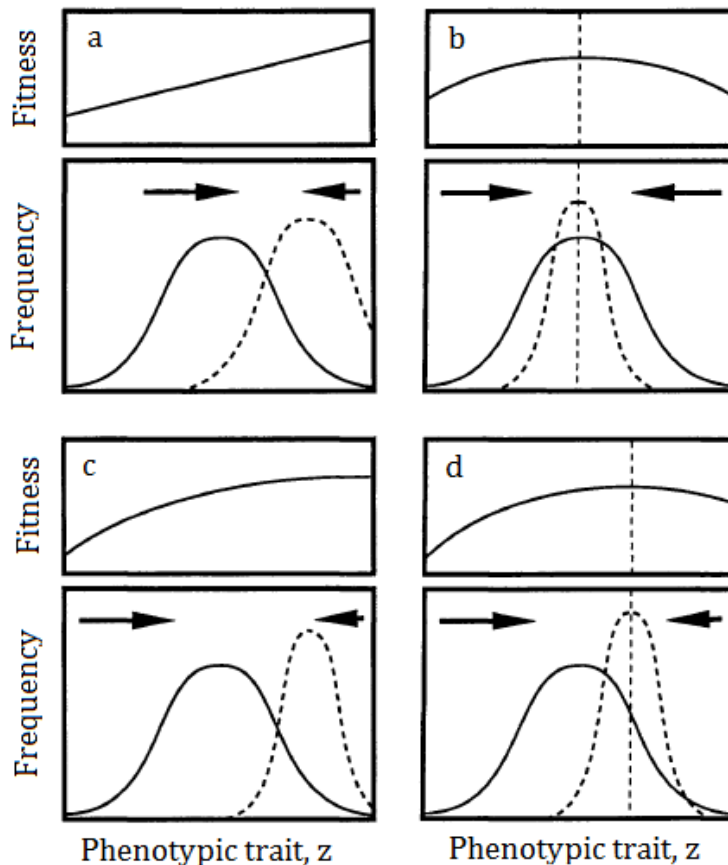 a
b
Fitness
Frequency
c
d
Fitness
Frequency
Phenotypic trait, z
Phenotypic trait, z